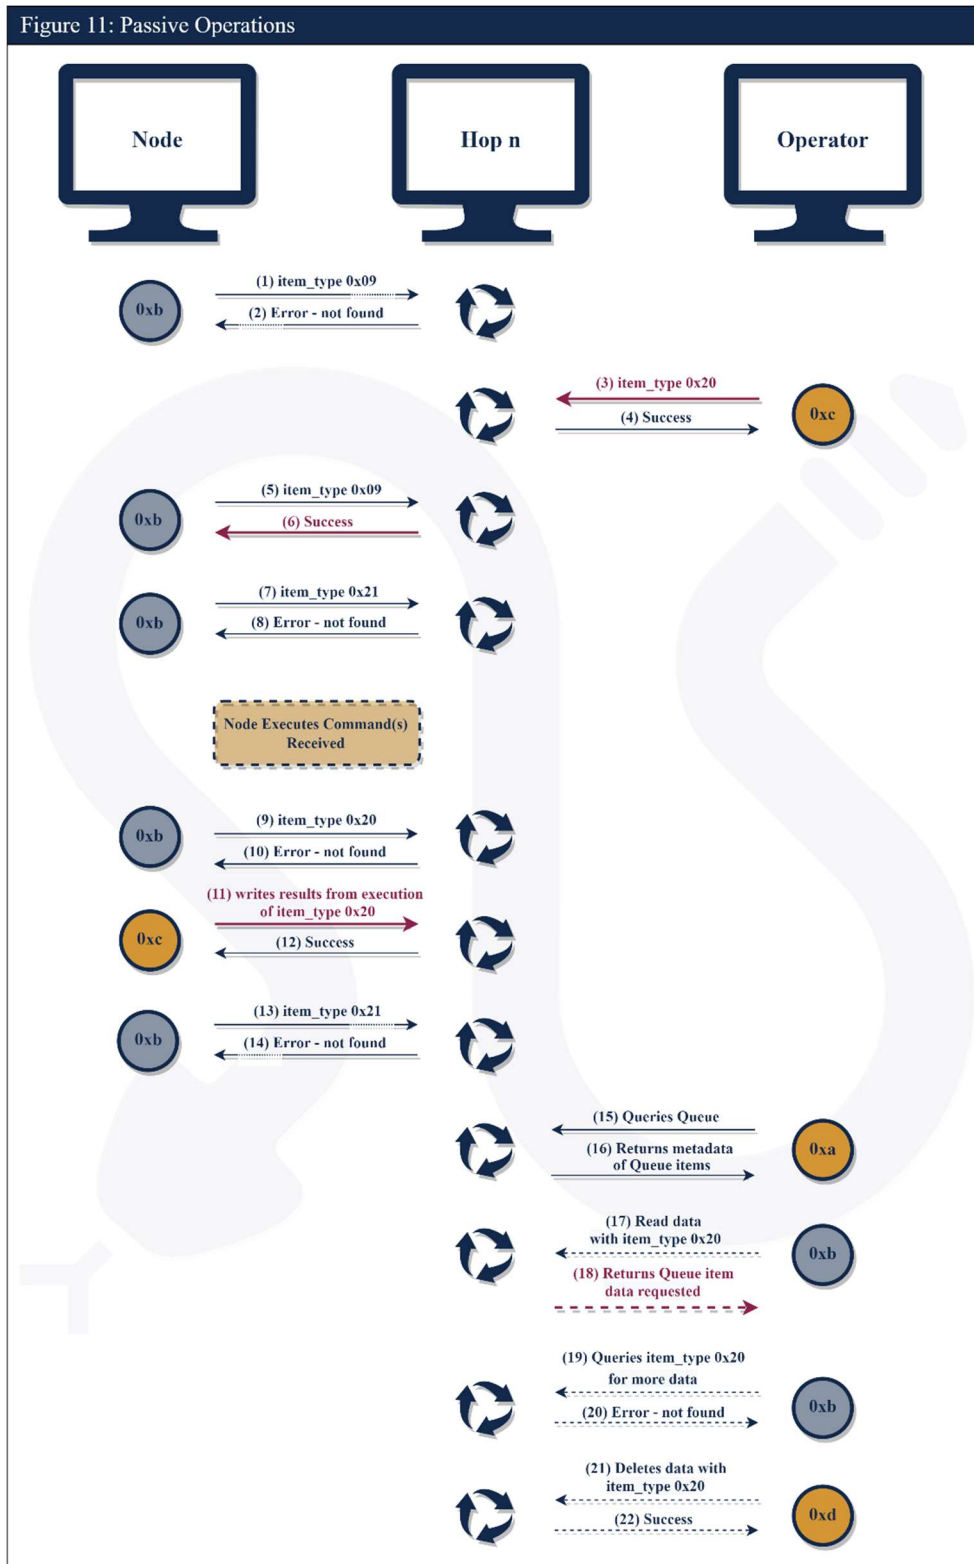 Figure 11: Passive Operations
Node
Hop n
Operator
(1) item_type 0x09
0xb
(2) Error - not found
(3) item_type 0x20
0xc
(4) Success
(5) item_type 0x09
0xb
(6) Success
(7) item_type 0x21
0xb
(8) Error - not found
Node Executes Command(s)
Received
(9) item_type 0x20
0xb
(10) Error - not found
(11) writes results from execution
of item_type 0x20
0xc
(12) Success
(13) item_type 0x21
0xb
(14) Error - not found
(15) Queries Queue
(16) Returns metadata
of Queue items
0xa
(17) Read data
with item_type 0x20
0xb
(18) Returns Queue item
data requested
(19) Queries item_type 0x20
for more data
0xb
(20) Error - not found
(21) Deletes data with
item_type 0x20
0xd
(22) Success